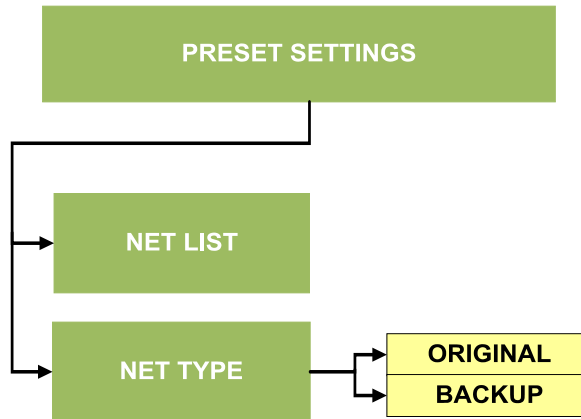 PRESET SETTINGS
NET LIST
NET TYPE
ORIGINAL
BACKUP